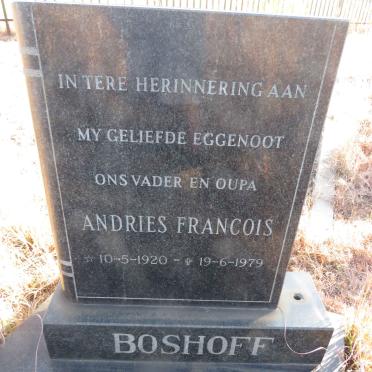 IN TERE HERINNERING AAN
MY GELIEFDE EGGENOOT
ONS VADER EN OUPA
ANDRIES FRANCOIS
☆ 10-5-1920 - ✞ 19-6-1979
BOSHOFF